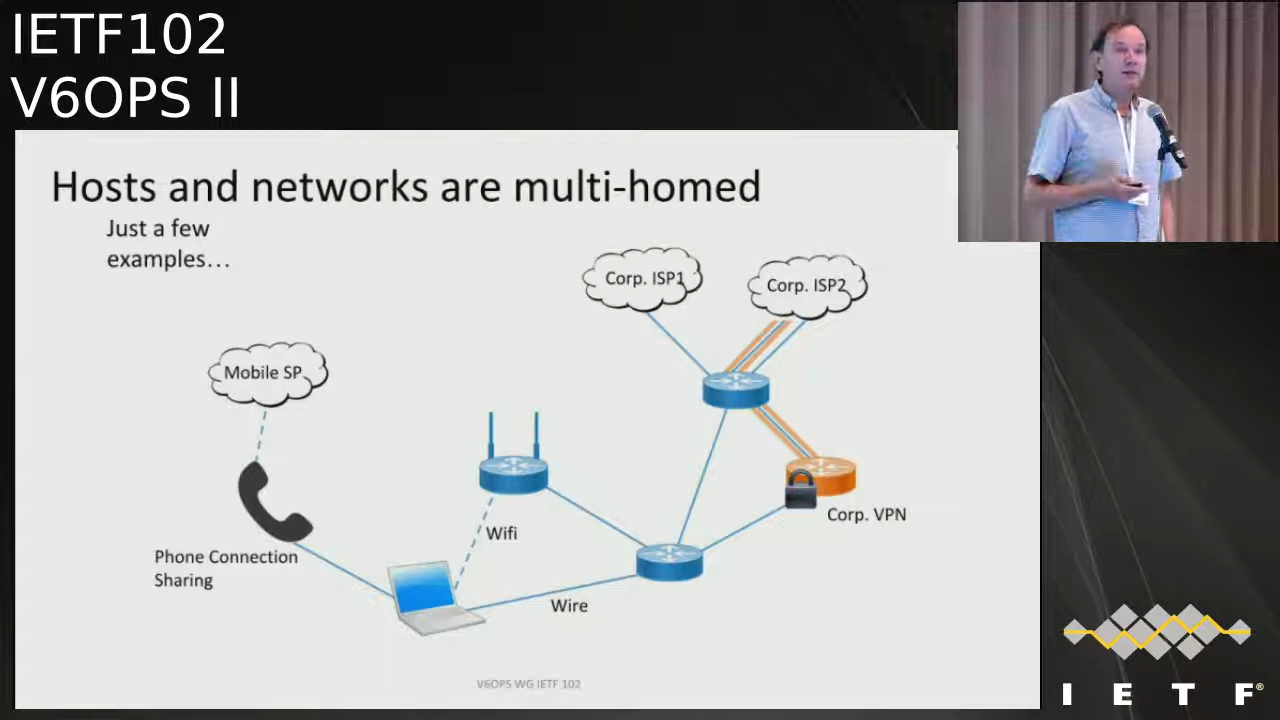 IETF102
V6OPS II
Hosts and networks are multi-homed
Just a few
examples…
Corp. ISP1
Corp. ISP2
Mobile SP
Wifi
Corp. VPN
Phone Connection
Sharing
Wire
V6OPS WG IETF 102
I E T F®